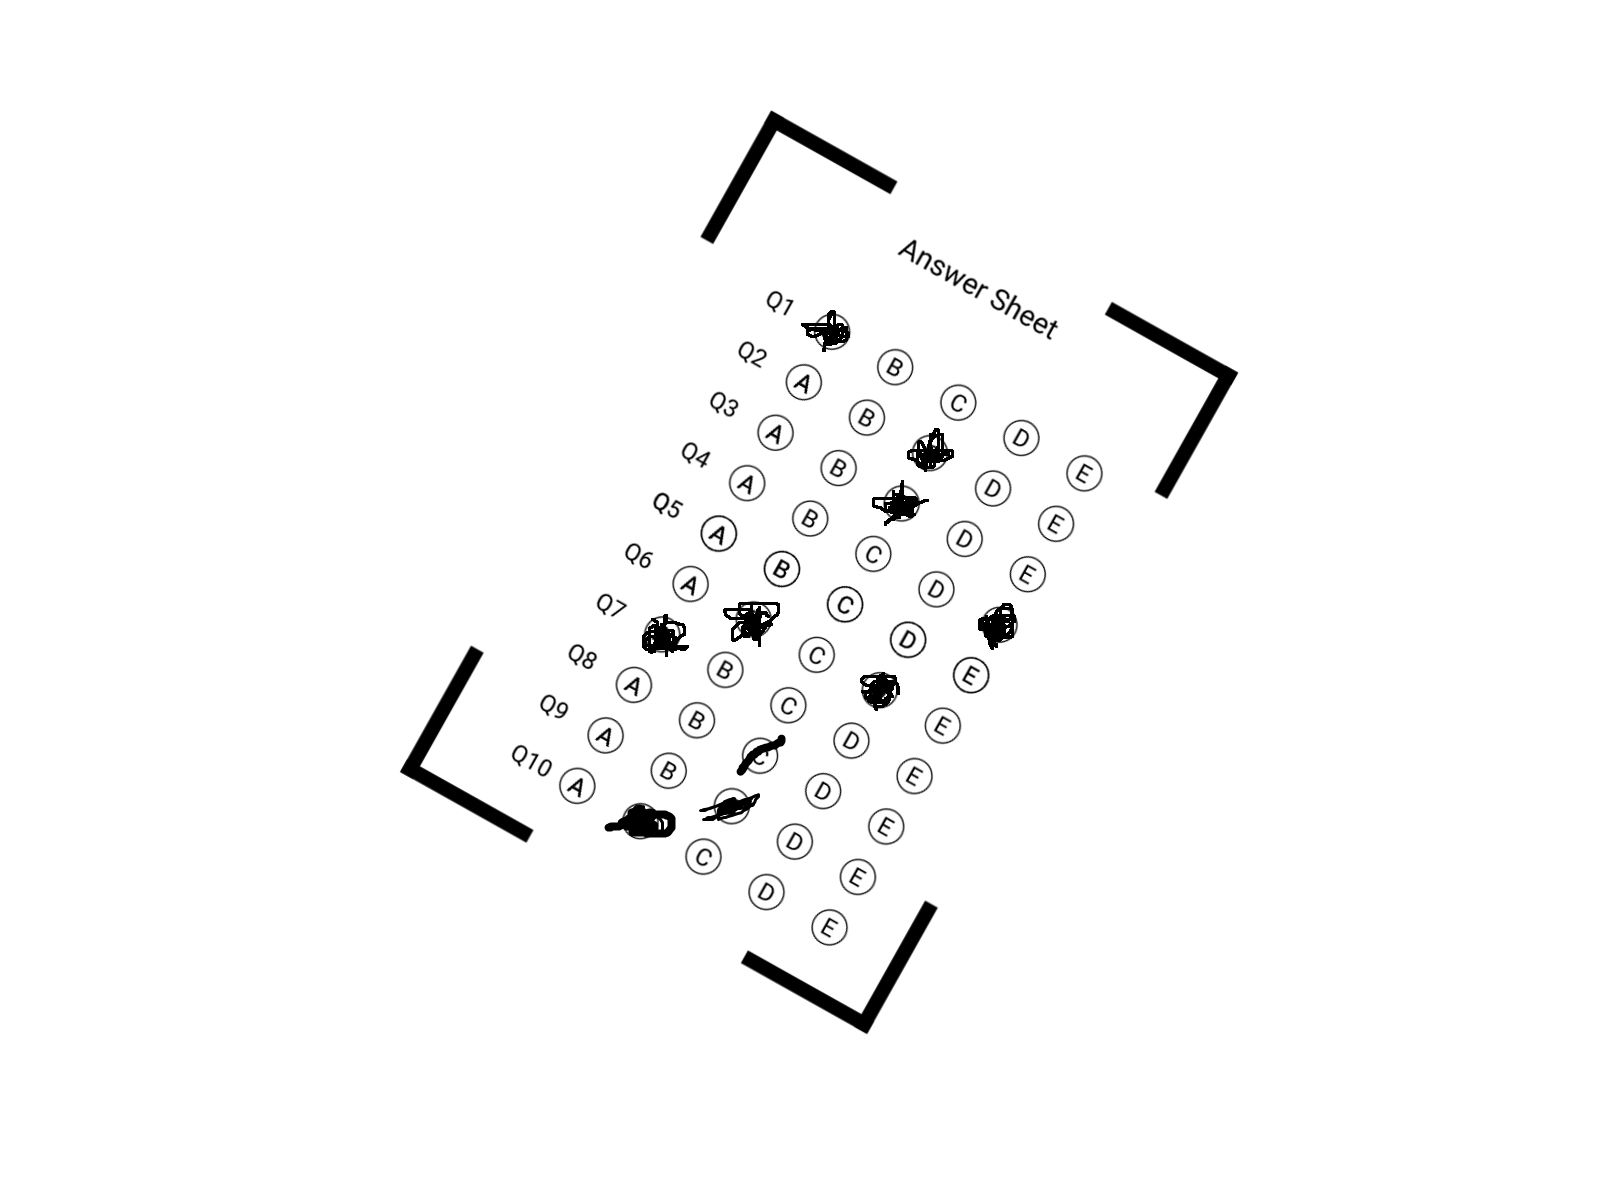 Answer Sheet
Q1 B C D E
Q2 A B D E
Q3 A B D E
Q4 A B C D
Q5 A B C D E
Q6 A C E
Q7 B C D E
Q8 A B C D E
Q9 A B D E
Q10 A C D E